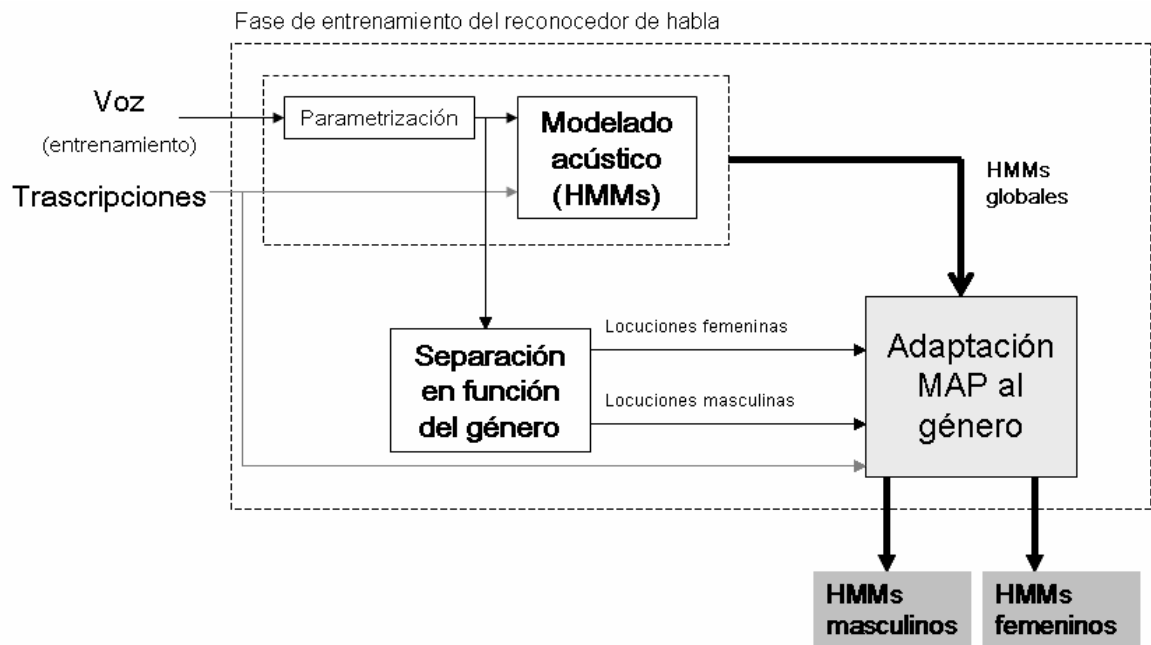 Fase de entrenamiento del reconocedor de habla
Voz
(entrenamiento)
Trascripciones
Parametrización
Modelado
acústico
(HMMs)
HMMs
globales
Separación
en función
del género
Locuciones femeninas
Locuciones masculinas
Adaptación
MAP al
género
HMMs
masculinos
HMMs
femeninos